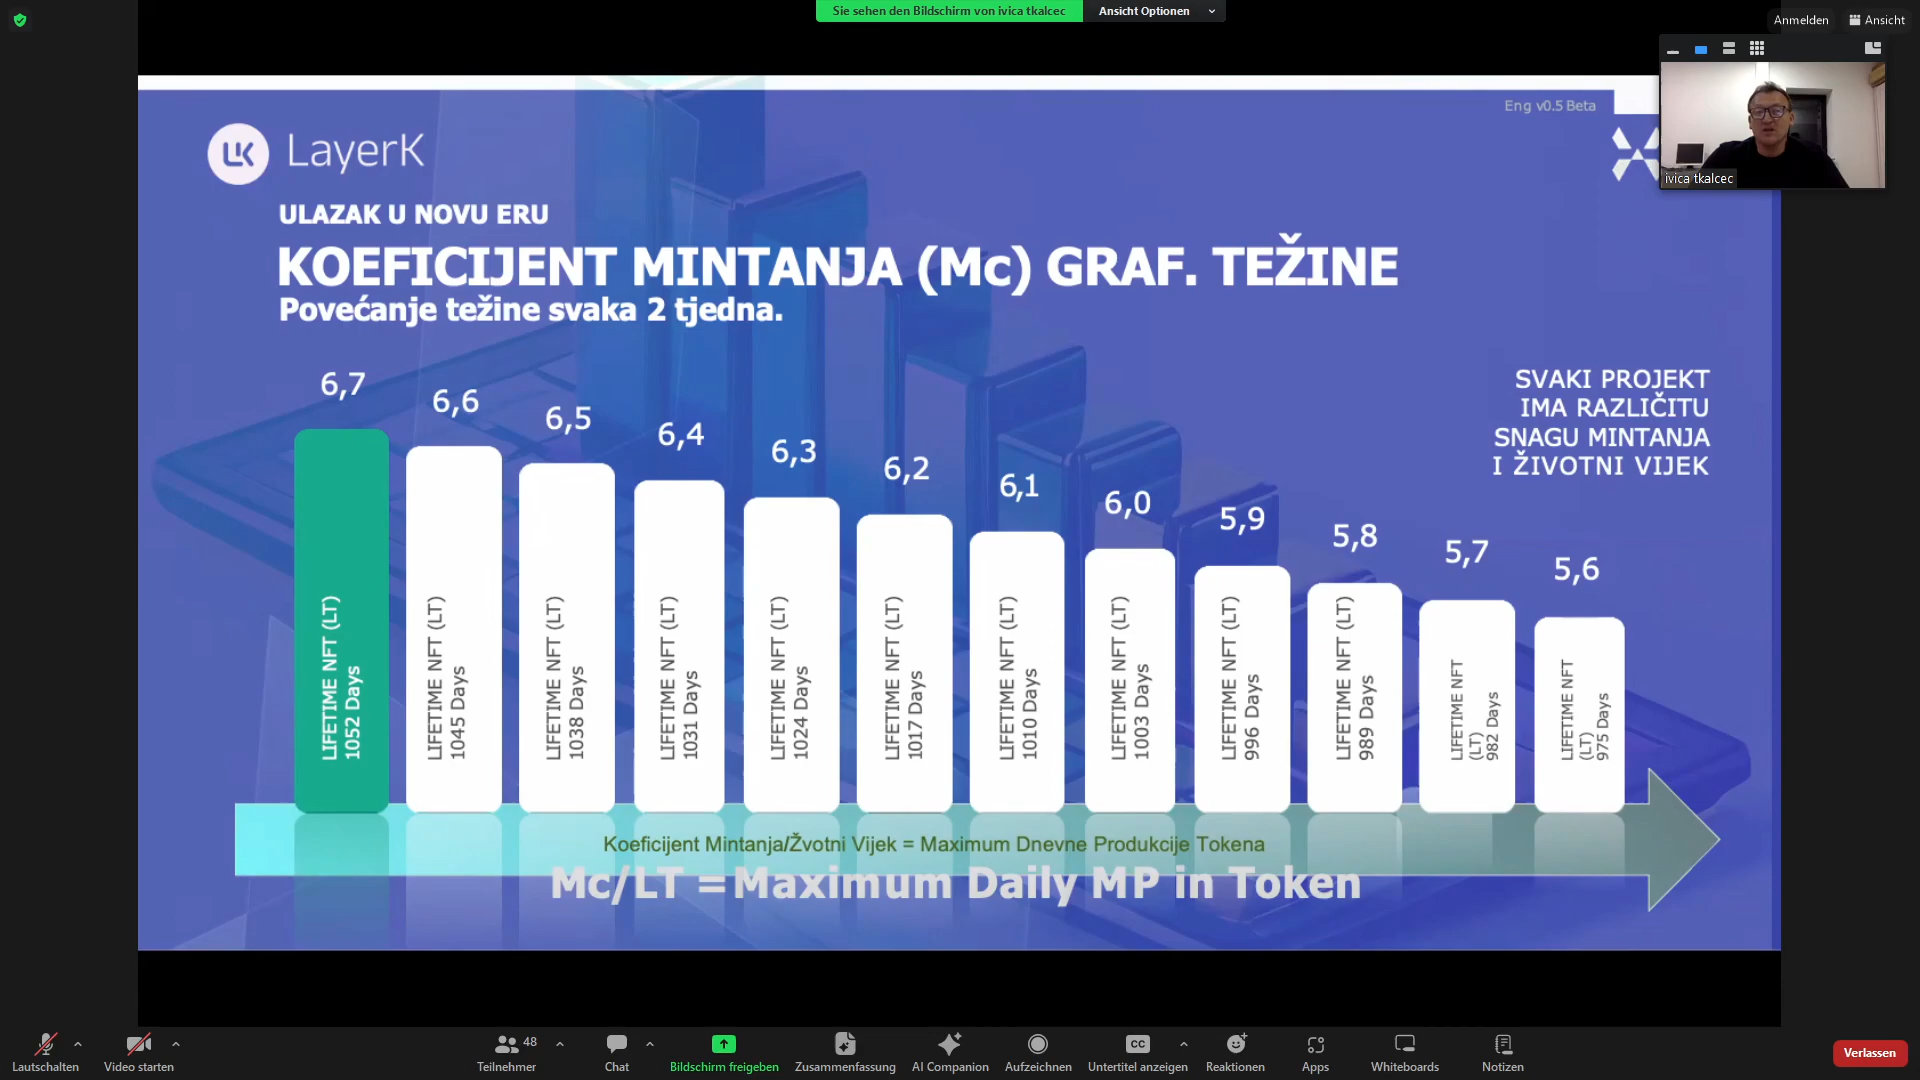 Sie sehen den Bildschirm von ivica tkalcec
Ansicht Optionen
Anmelden
Ansicht
ivica tkalcec
Eng v0.5 Beta
LK LayerK
ULAZAK U NOVU ERU
KOEFICIJENT MINTANJA (Mc) GRAF. TEŽINE
Povećanje težine svaka 2 tjedna.
SVAKI PROJEKT
IMA RAZLIČITU
SNAGU MINTANJA
I ŽIVOTNI VIJEK
6,7
6,6
6,5
6,4
6,3
6,2
6,1
6,0
5,9
5,8
5,7
5,6
LIFETIME NFT (LT)
1052 Days
LIFETIME NFT (LT)
1045 Days
LIFETIME NFT (LT)
1038 Days
LIFETIME NFT (LT)
1031 Days
LIFETIME NFT (LT)
1024 Days
LIFETIME NFT (LT)
1017 Days
LIFETIME NFT (LT)
1010 Days
LIFETIME NFT (LT)
1003 Days
LIFETIME NFT (LT)
996 Days
LIFETIME NFT (LT)
989 Days
LIFETIME NFT
(LT)
982 Days
LIFETIME NFT
(LT)
975 Days
Koeficijent Mintanja/Žvotni Vijek = Maximum Dnevne Produkcije Tokena
Mc/LT =Maximum Daily MP in Token
Lautschalten
Video starten
48
Teilnehmer
Chat
Bildschirm freigeben
Zusammenfassung
AI Companion
Aufzeichnen
CC
Untertitel anzeigen
Reaktionen
Apps
Whiteboards
Notizen
Verlassen